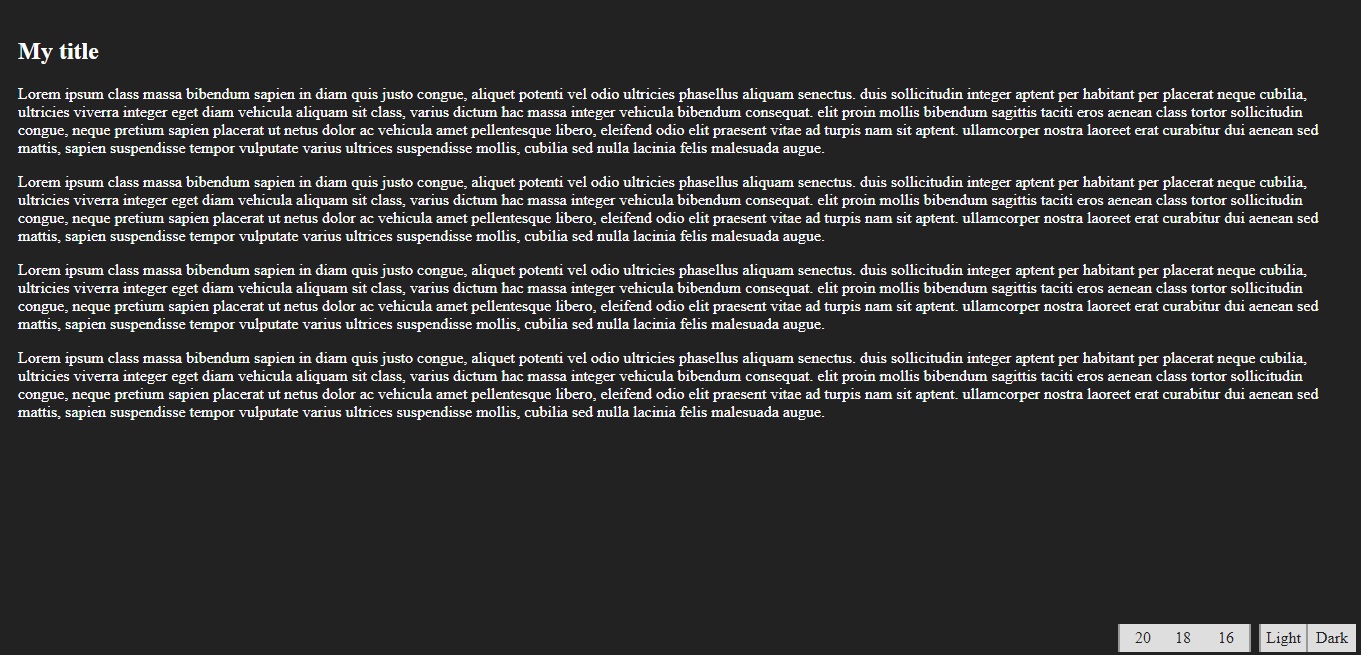 My title
Lorem ipsum class massa bibendum sapien in diam quis justo congue, aliquet potenti vel odio ultricies phasellus aliquam senectus. duis sollicitudin integer aptent per habitant per placerat neque cubilia,
ultricies viverra integer eget diam vehicula aliquam sit class, varius dictum hac massa integer vehicula bibendum consequat. elit proin mollis bibendum sagittis taciti eros aenean class tortor sollicitudin
congue, neque pretium sapien placerat ut netus dolor ac vehicula amet pellentesque libero, eleifend odio elit praesent vitae ad turpis nam sit aptent. ullamcorper nostra laoreet erat curabitur dui aenean sed
mattis, sapien suspendisse tempor vulputate varius ultrices suspendisse mollis, cubilia sed nulla lacinia felis malesuada augue.
Lorem ipsum class massa bibendum sapien in diam quis justo congue, aliquet potenti vel odio ultricies phasellus aliquam senectus. duis sollicitudin integer aptent per habitant per placerat neque cubilia,
ultricies viverra integer eget diam vehicula aliquam sit class, varius dictum hac massa integer vehicula bibendum consequat. elit proin mollis bibendum sagittis taciti eros aenean class tortor sollicitudin
congue, neque pretium sapien placerat ut netus dolor ac vehicula amet pellentesque libero, eleifend odio elit praesent vitae ad turpis nam sit aptent. ullamcorper nostra laoreet erat curabitur dui aenean sed
mattis, sapien suspendisse tempor vulputate varius ultrices suspendisse mollis, cubilia sed nulla lacinia felis malesuada augue.
Lorem ipsum class massa bibendum sapien in diam quis justo congue, aliquet potenti vel odio ultricies phasellus aliquam senectus. duis sollicitudin integer aptent per habitant per placerat neque cubilia,
ultricies viverra integer eget diam vehicula aliquam sit class, varius dictum hac massa integer vehicula bibendum consequat. elit proin mollis bibendum sagittis taciti eros aenean class tortor sollicitudin
congue, neque pretium sapien placerat ut netus dolor ac vehicula amet pellentesque libero, eleifend odio elit praesent vitae ad turpis nam sit aptent. ullamcorper nostra laoreet erat curabitur dui aenean sed
mattis, sapien suspendisse tempor vulputate varius ultrices suspendisse mollis, cubilia sed nulla lacinia felis malesuada augue.
Lorem ipsum class massa bibendum sapien in diam quis justo congue, aliquet potenti vel odio ultricies phasellus aliquam senectus. duis sollicitudin integer aptent per habitant per placerat neque cubilia,
ultricies viverra integer eget diam vehicula aliquam sit class, varius dictum hac massa integer vehicula bibendum consequat. elit proin mollis bibendum sagittis taciti eros aenean class tortor sollicitudin
congue, neque pretium sapien placerat ut netus dolor ac vehicula amet pellentesque libero, eleifend odio elit praesent vitae ad turpis nam sit aptent. ullamcorper nostra laoreet erat curabitur dui aenean sed
mattis, sapien suspendisse tempor vulputate varius ultrices suspendisse mollis, cubilia sed nulla lacinia felis malesuada augue.
20 18 16 Light Dark